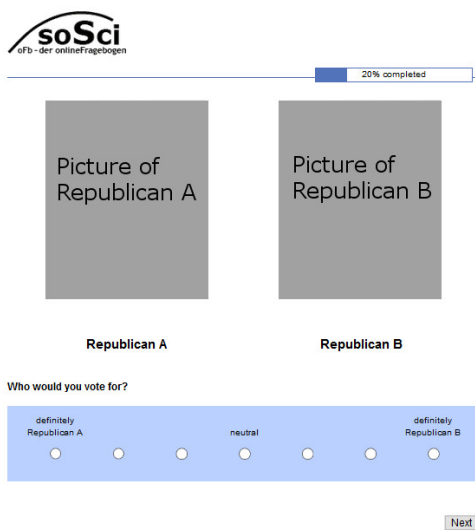 soSci
oFb - der onlineFragebogen
20% completed
Picture of
Republican A
Picture of
Republican B
Republican A
Republican B
Who would you vote for?
definitely
Republican A
neutral
definitely
Republican B
Next